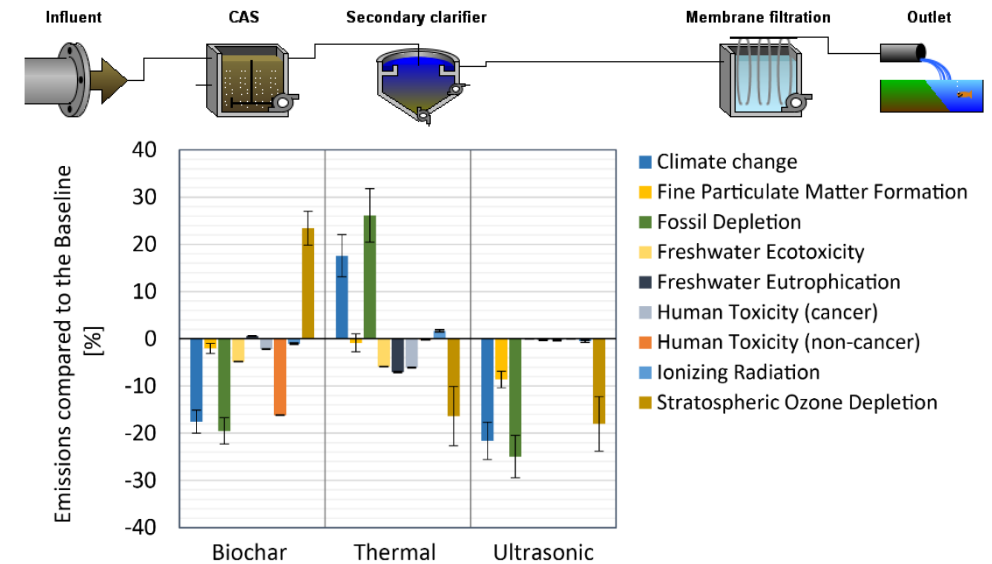 Influent
CAS
Secondary clarifier
Membrane filtration
Outlet
Emissions compared to the Baseline
[%]
40
30
20
10
0
-10
-20
-30
-40
Biochar
Thermal
Ultrasonic
Climate change
Fine Particulate Matter Formation
Fossil Depletion
Freshwater Ecotoxicity
Freshwater Eutrophication
Human Toxicity (cancer)
Human Toxicity (non-cancer)
Ionizing Radiation
Stratospheric Ozone Depletion